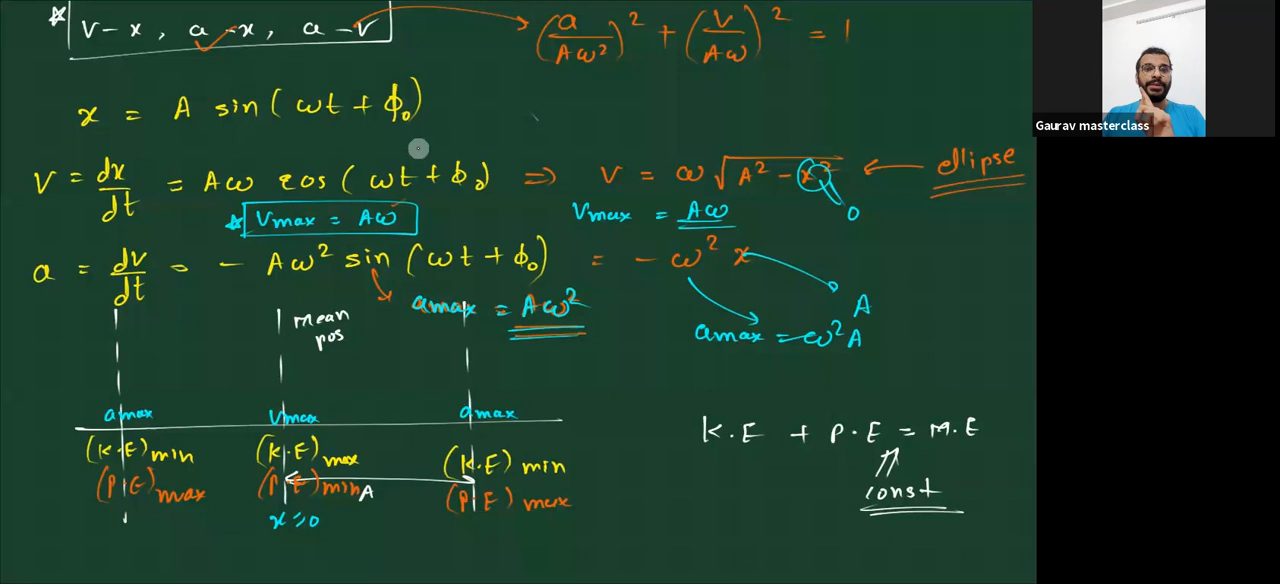 * V-x, a-x, a-v → (a/Aω²)² + (v/Aω)² = 1
x = A sin(ωt + ϕ₀)
Gaurav masterclass
V = dx/dt = Aω cos(ωt + ϕ₀) ⇒ v = ω√(A² - x²) ← ellipse
* Vmax = Aω
Vmax = Aω
0
a = dv/dt = - Aω² sin(ωt + ϕ₀) = - ω² x
amax = Aω²
A
amax = ω²A
Mean
pos
amax Vmax amax
(K.E)min (K.E)max (K.E)min
(P.E)max (P.E)min (P.E)max
A
x=0
K.E + P.E = M.E
const